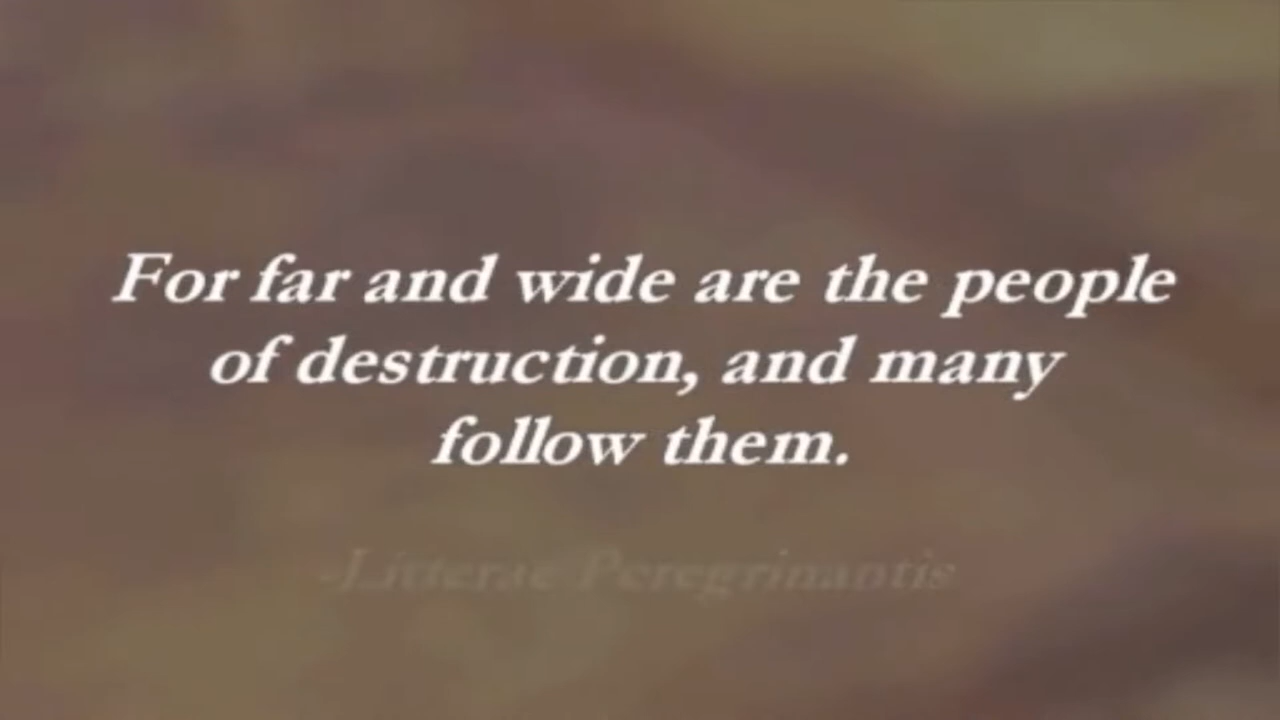 For far and wide are the people
of destruction, and many
follow them.
-Litterae Peregrinantis